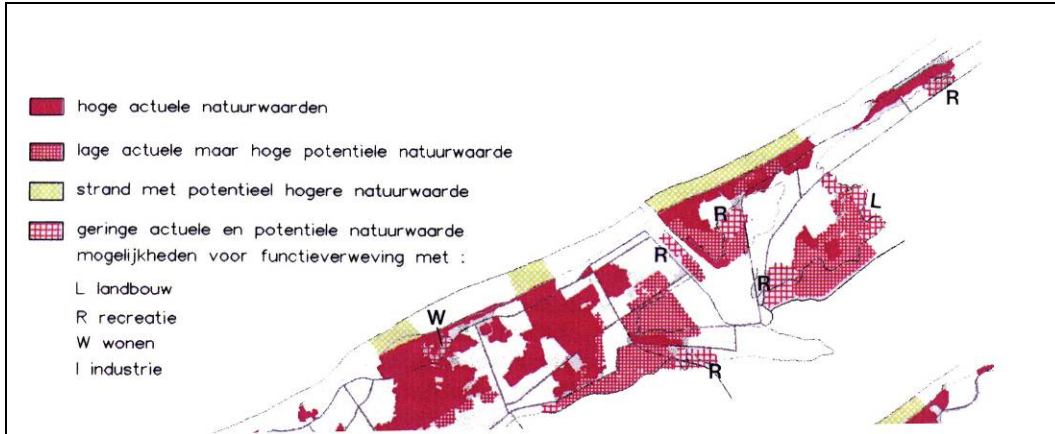 hoge actuele natuurwaarden
lage actuele maar hoge potentiele natuurwaarde
strand met potentieel hogere natuurwaarde
geringe actuele en potentiele natuurwaarde
mogelijkheden voor functieverweving met :
L landbouw
R recreatie
W wonen
I industrie
R
L
R
R
R
W
R